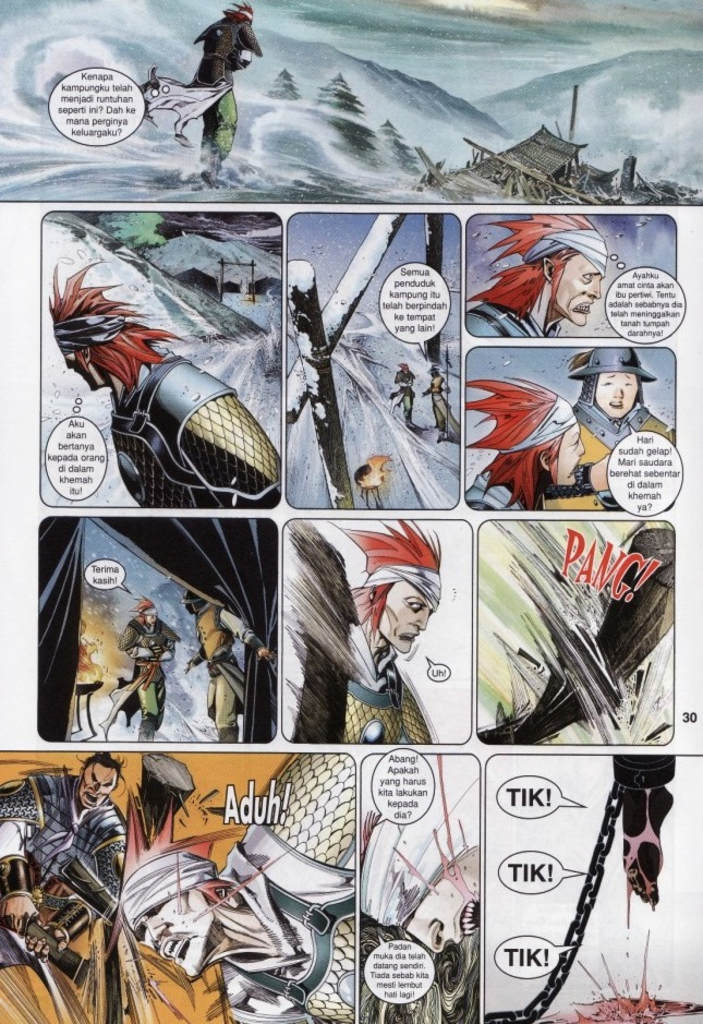 Kenapa
kampungku telah
menjadi runtuhan
seperti ini? Dah ke
mana perginya
keluargaku?
Aku
akan
bertanya
kepada orang
di dalam
khemah
itu!
Semua
penduduk
kampung itu
telah berpindah
ke tempat
yang lain!
Ayahku
amat cinta akan
ibu pertiwi. Tentu
adalah sebabnya dia
telah meninggalkan
tanah tumpah
darahnya!
Hari
sudah gelap!
Mari saudara
berehat sebentar
di dalam
khemah
ya?
Terima
kasih!
Uh!
PANG!
30
Aduh!
Abang!
Apakah
yang harus
kita lakukan
kepada
dia?
Padan
muka dia telah
datang sendiri.
Tiada sebab kita
mesti lembut
hati lagi!
TIK!
TIK!
TIK!